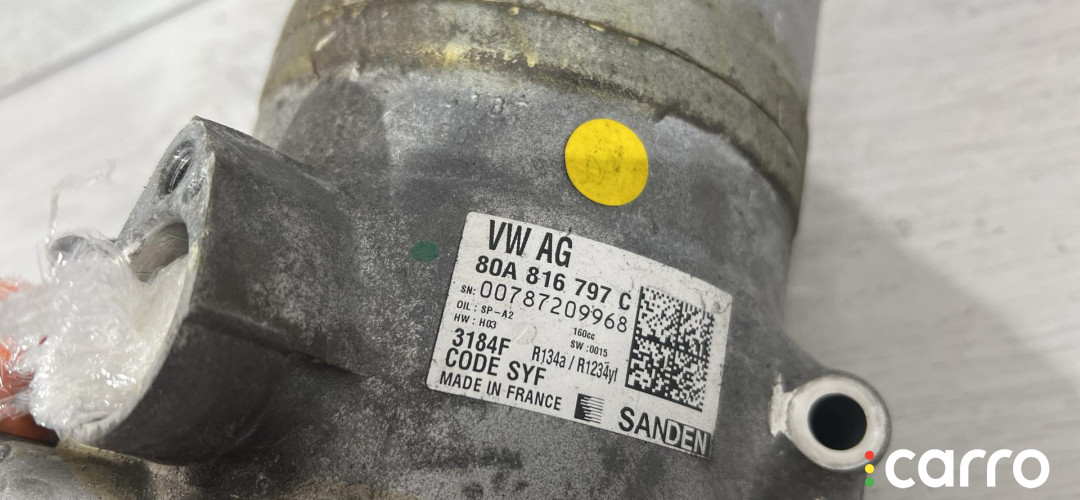 VW AG
80A 816 797 C
SN: 00787209968
OIL : SP-A2 160cc
HW : H03 SW :0015
3184F R134a / R1234yf
CODE SYF
MADE IN FRANCE SANDEN
carro